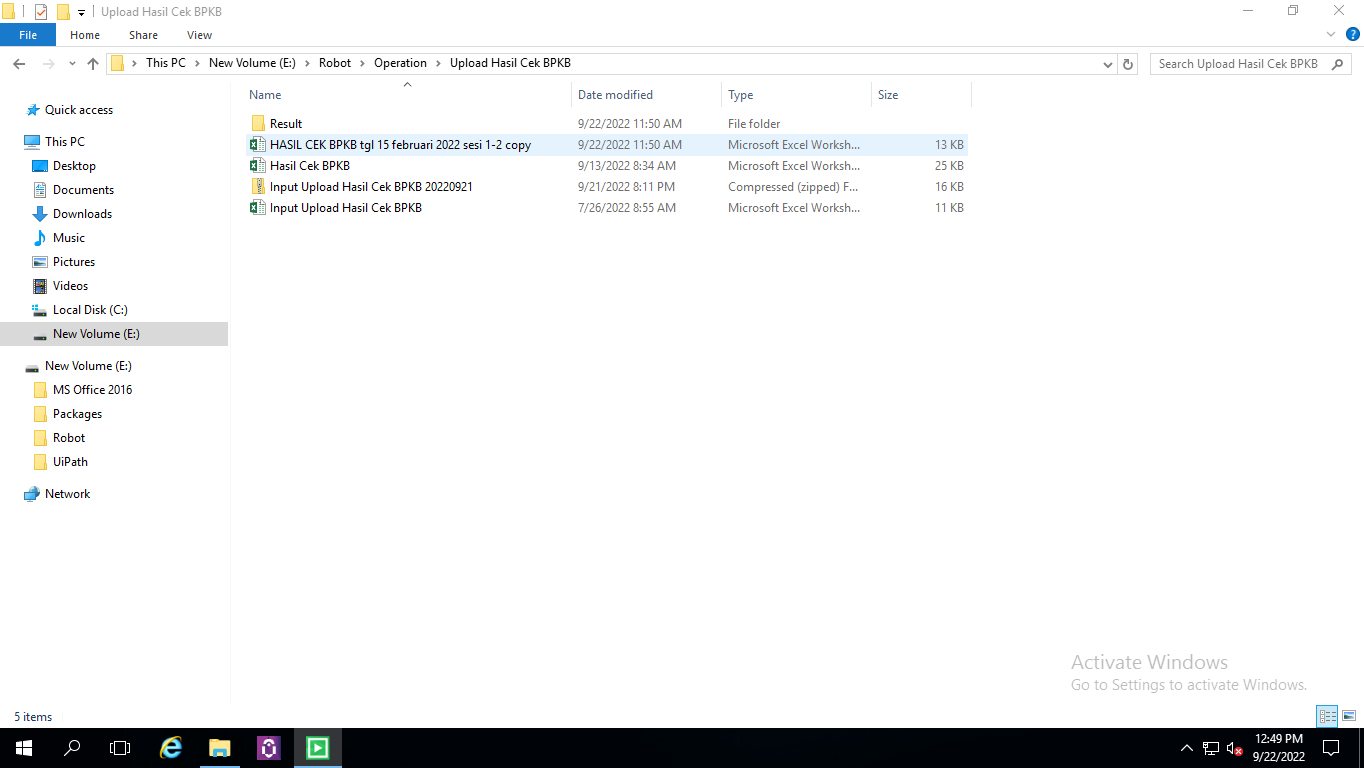 Upload Hasil Cek BPKB
File Home Share View
This PC New Volume (E:) Robot Operation Upload Hasil Cek BPKB Search Upload Hasil Cek BPKB
Name Date modified Type Size
Quick access
This PC
Desktop
Documents
Downloads
Music
Pictures
Videos
Local Disk (C:)
New Volume (E:)
New Volume (E:)
MS Office 2016
Packages
Robot
UiPath
Network
Result 9/22/2022 11:50 AM File folder
HASIL CEK BPKB tgl 15 februari 2022 sesi 1-2 copy 9/22/2022 11:50 AM Microsoft Excel Worksh... 13 KB
Hasil Cek BPKB 9/13/2022 8:34 AM Microsoft Excel Worksh... 25 KB
Input Upload Hasil Cek BPKB 20220921 9/21/2022 8:11 PM Compressed (zipped) F... 16 KB
Input Upload Hasil Cek BPKB 7/26/2022 8:55 AM Microsoft Excel Worksh... 11 KB
Activate Windows
Go to Settings to activate Windows.
5 items
12:49 PM
9/22/2022